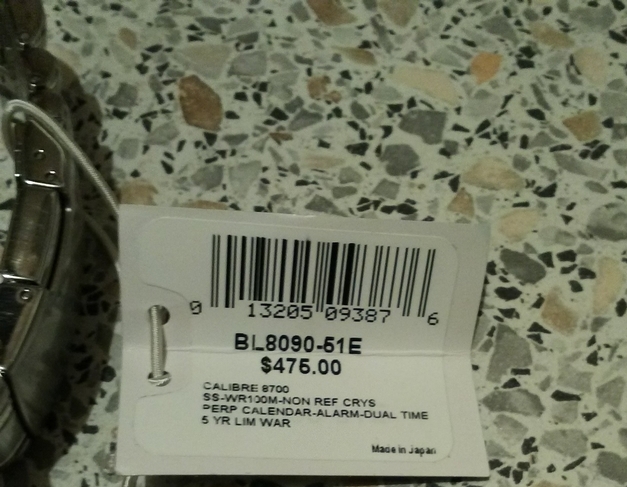 0 13205 09387 6
BL8090-51E
$475.00
CALIBRE 8700
SS-WR100M-NON REF CRYS
PERP CALENDAR-ALARM-DUAL TIME
5 YR LIM WAR
Made in Japan